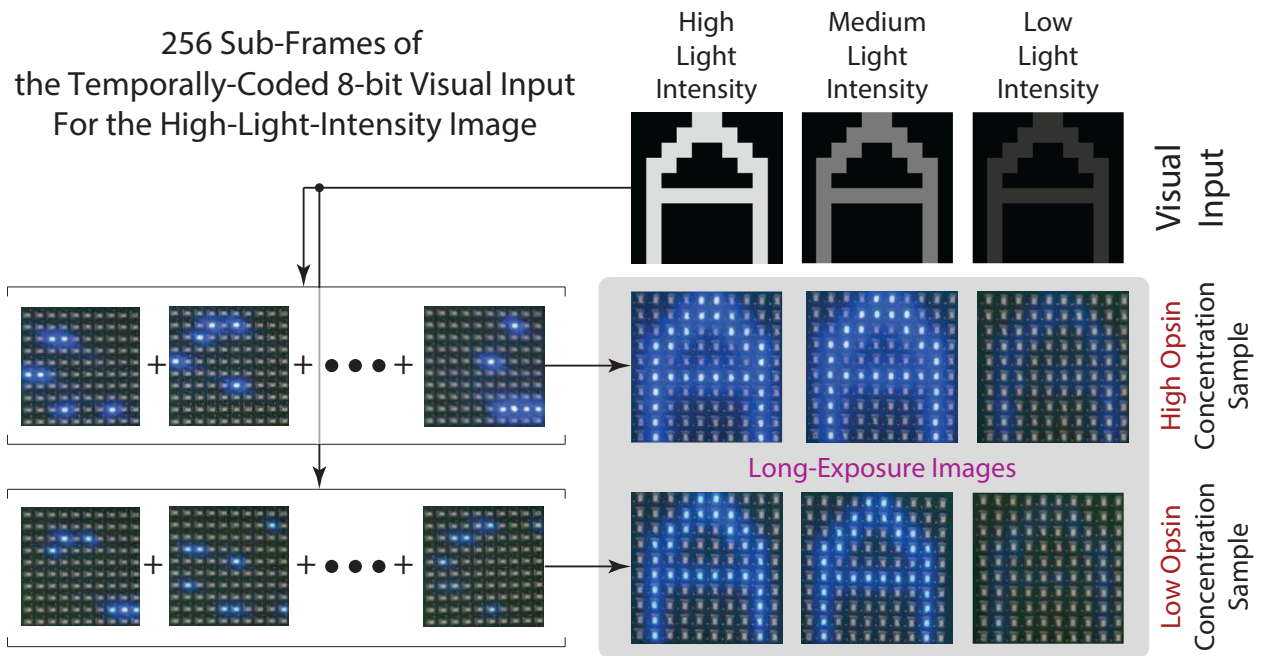 256 Sub-Frames of
the Temporally-Coded 8-bit Visual Input
For the High-Light-Intensity Image
High
Light
Intensity
Medium
Light
Intensity
Low
Light
Intensity
Visual
Input
+
+
+
High Opsin
Concentration
Sample
Long-Exposure Images
+
+
+
Low Opsin
Concentration
Sample